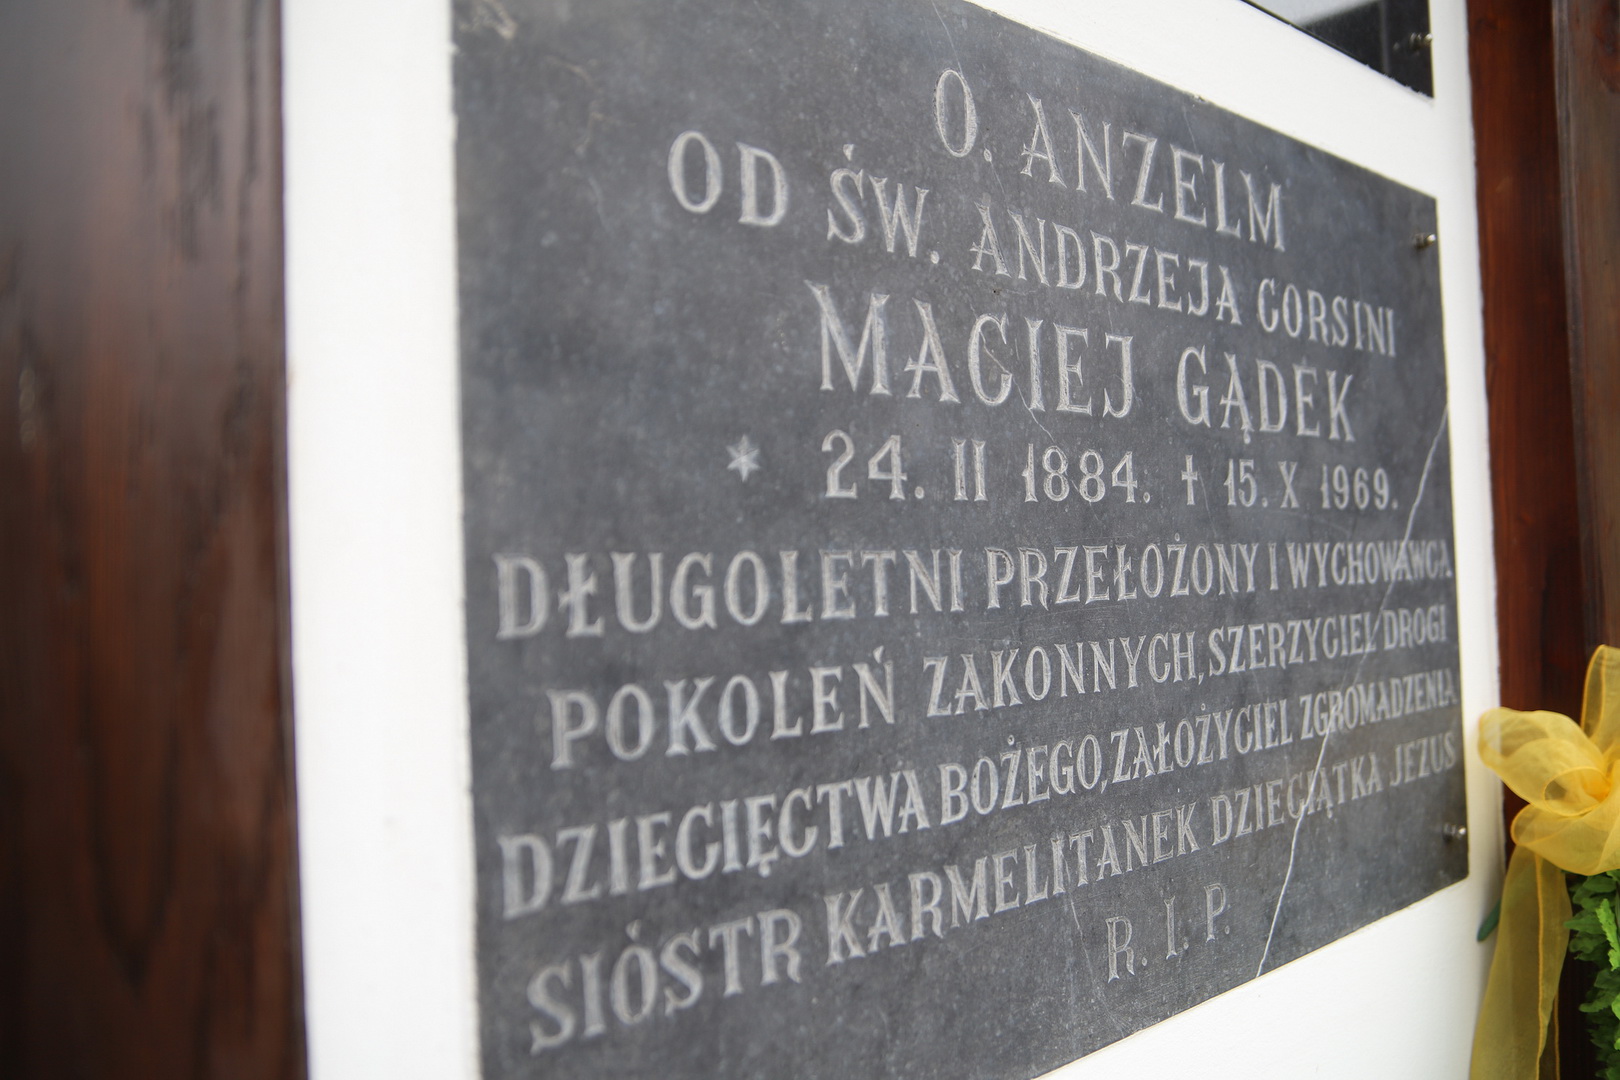 O. ANZELM
OD ŚW. ANDRZEJA CORSINI
MACIEJ GĄDEK
* 24. II 1884. † 15. X 1969.
DŁUGOLETNI PRZEŁOŻONY I WYCHOWAWCA
POKOLEŃ ZAKONNYCH, SZERZYCIEL DROGI
DZIECIĘCTWA BOŻEGO, ZAŁOŻYCIEL ZGROMADZENIA
SIÓSTR KARMELITANEK DZIECIĄTKA JEZUS
R. I. P.